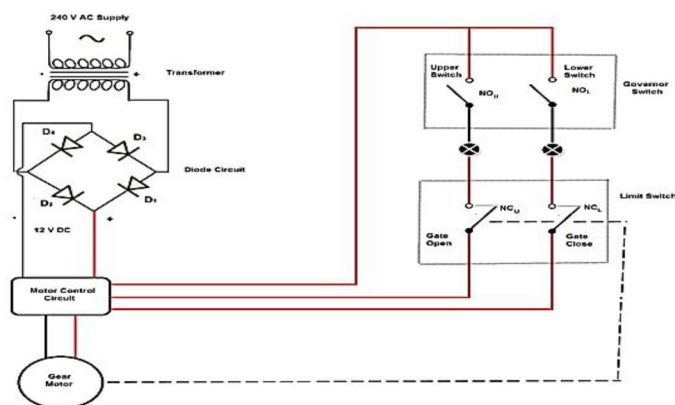 240 V AC Supply
Transformer
- +
D4
D3
Diode Circuit
D2
D1
- +
12 V DC
Motor Control
Circuit
Gear
Motor
Upper
Switch
Lower
Switch
NOU
NOL
Governor
Switch
Limit Switch
NCU
NCL
Gate
Open
Gate
Close